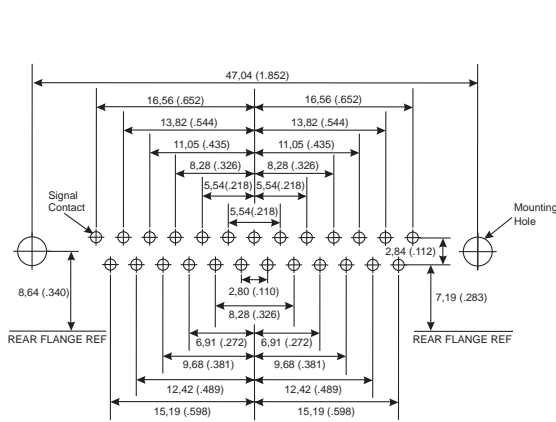 47,04 (1.852)
16,56 (.652) 16,56 (.652)
13,82 (.544) 13,82 (.544)
11,05 (.435) 11,05 (.435)
8,28 (.326) 8,28 (.326)
5,54(.218) 5,54(.218)
Signal
Contact
5,54(.218)
Mounting
Hole
2,84 (.112)
8,64 (.340)
2,80 (.110)
7,19 (.283)
8,28 (.326)
REAR FLANGE REF
6,91 (.272) 6,91 (.272)
REAR FLANGE REF
9,68 (.381) 9,68 (.381)
12,42 (.489) 12,42 (.489)
15,19 (.598) 15,19 (.598)